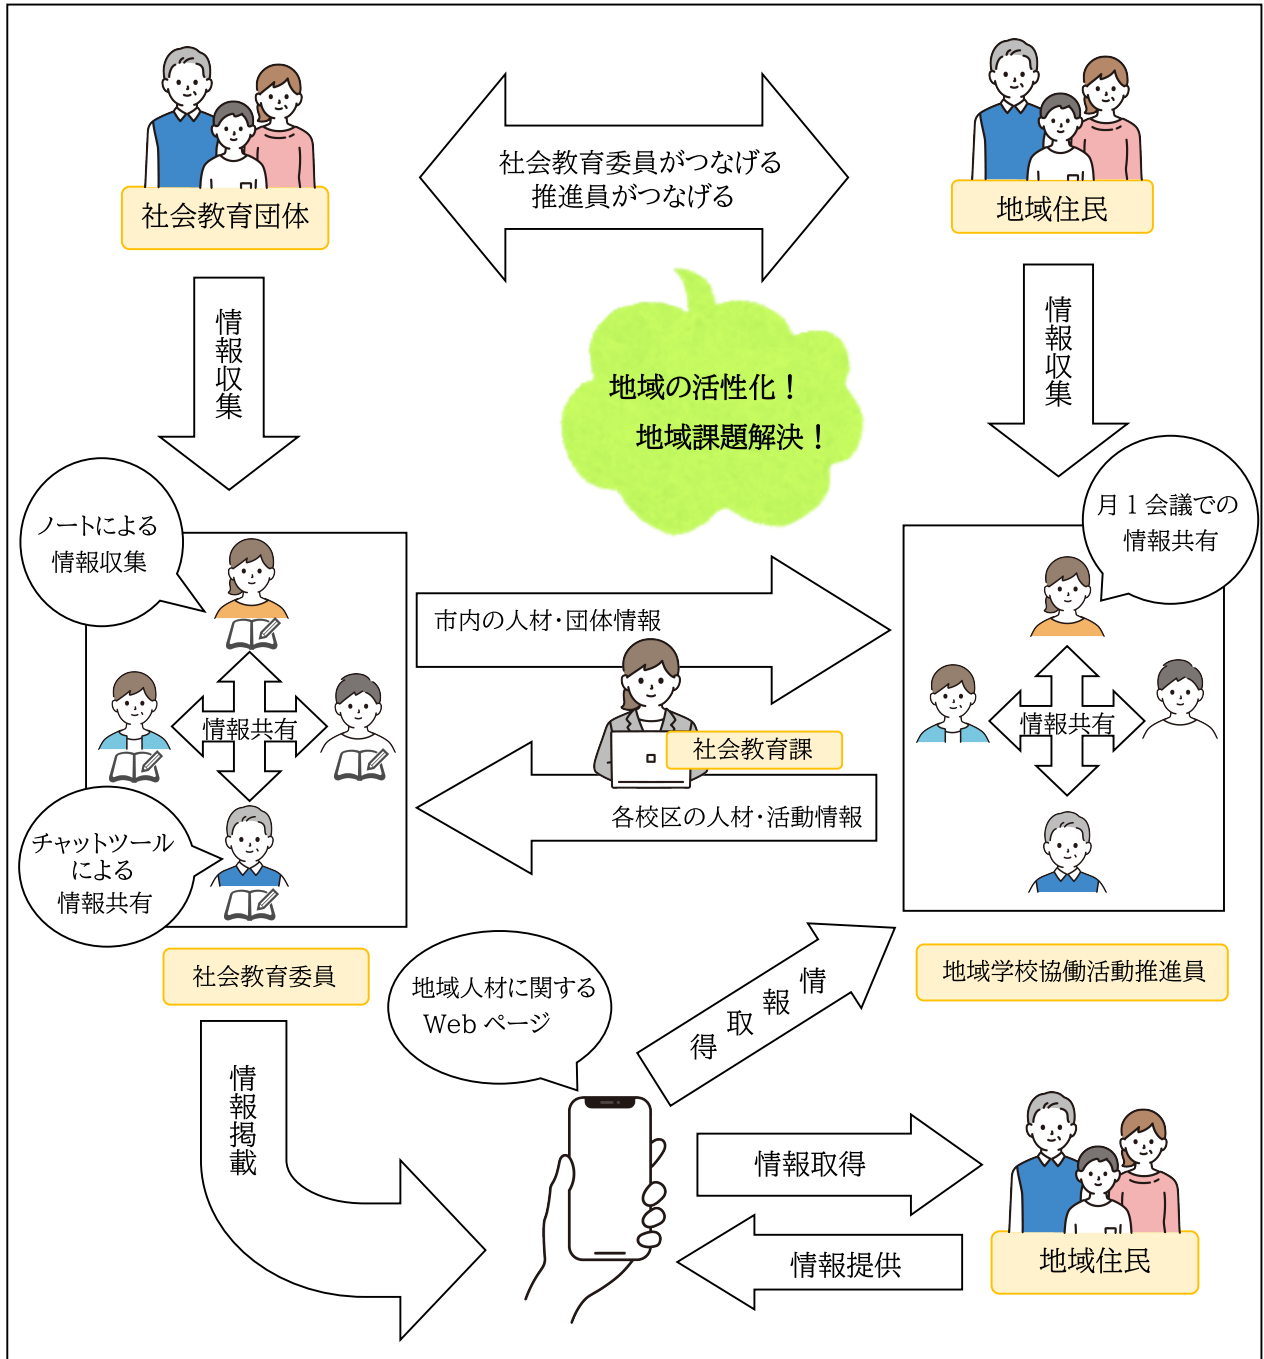 社会教育団体
社会教育委員がつなげる
推進員がつなげる
地域住民
情報収集
地域の活性化！
地域課題解決！
情報収集
ノートによる
情報収集
月１会議での
情報共有
市内の人材・団体情報
情報共有
情報共有
社会教育課
各校区の人材・活動情報
チャットツール
による
情報共有
社会教育委員
地域学校協働活動推進員
地域人材に関する
Web ページ
情報取得
情報掲載
情報取得
情報提供
地域住民